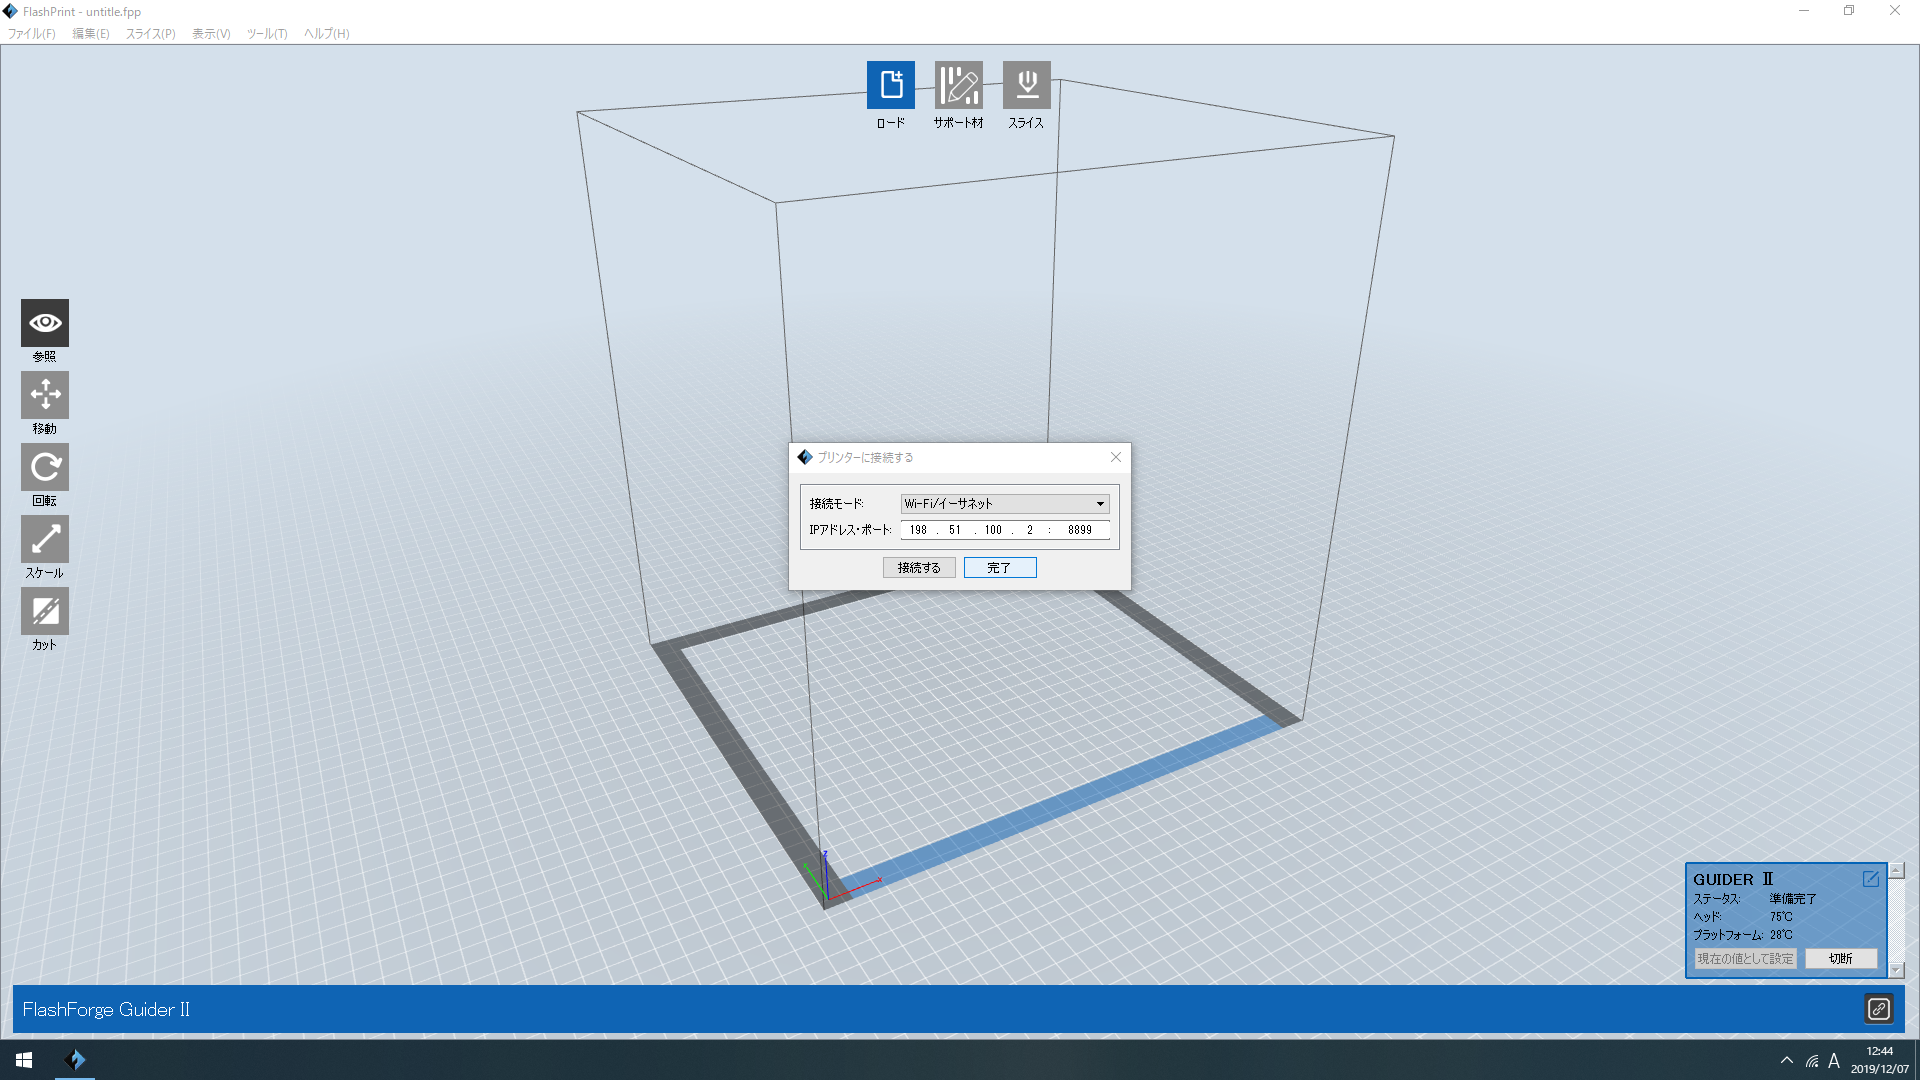 FlashPrint - untitle.fpp
ファイル(F) 編集(E) スライス(P) 表示(V) ツール(T) ヘルプ(H)
ロード サポート材 スライス
参照
移動
回転
スケール
カット
プリンターに接続する
接続モード: Wi-Fi/イーサネット
IPアドレス・ポート: 198 . 51 . 100 . 2 : 8899
接続する 完了
z
x
GUIDER Ⅱ
ステータス: 準備完了
ヘッド: 75℃
プラットフォーム: 28℃
現在の値として設定 切断
FlashForge Guider II
A
12:44
2019/12/07